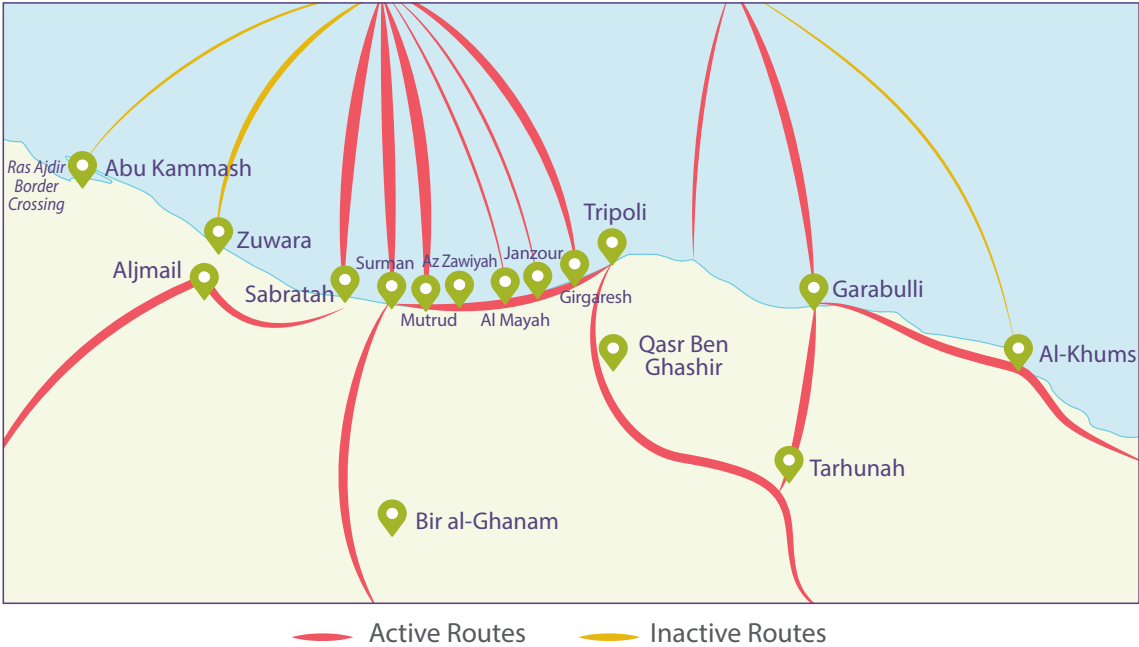 Ras Ajdir
Border
Crossing
Abu Kammash
Zuwara
Aljmail
Sabratah
Surman
Mutrud
Az Zawiyah
Al Mayah
Janzour
Girgaresh
Tripoli
Qasr Ben
Ghashir
Garabulli
Al-Khums
Tarhunah
Bir al-Ghanam
Active Routes
Inactive Routes